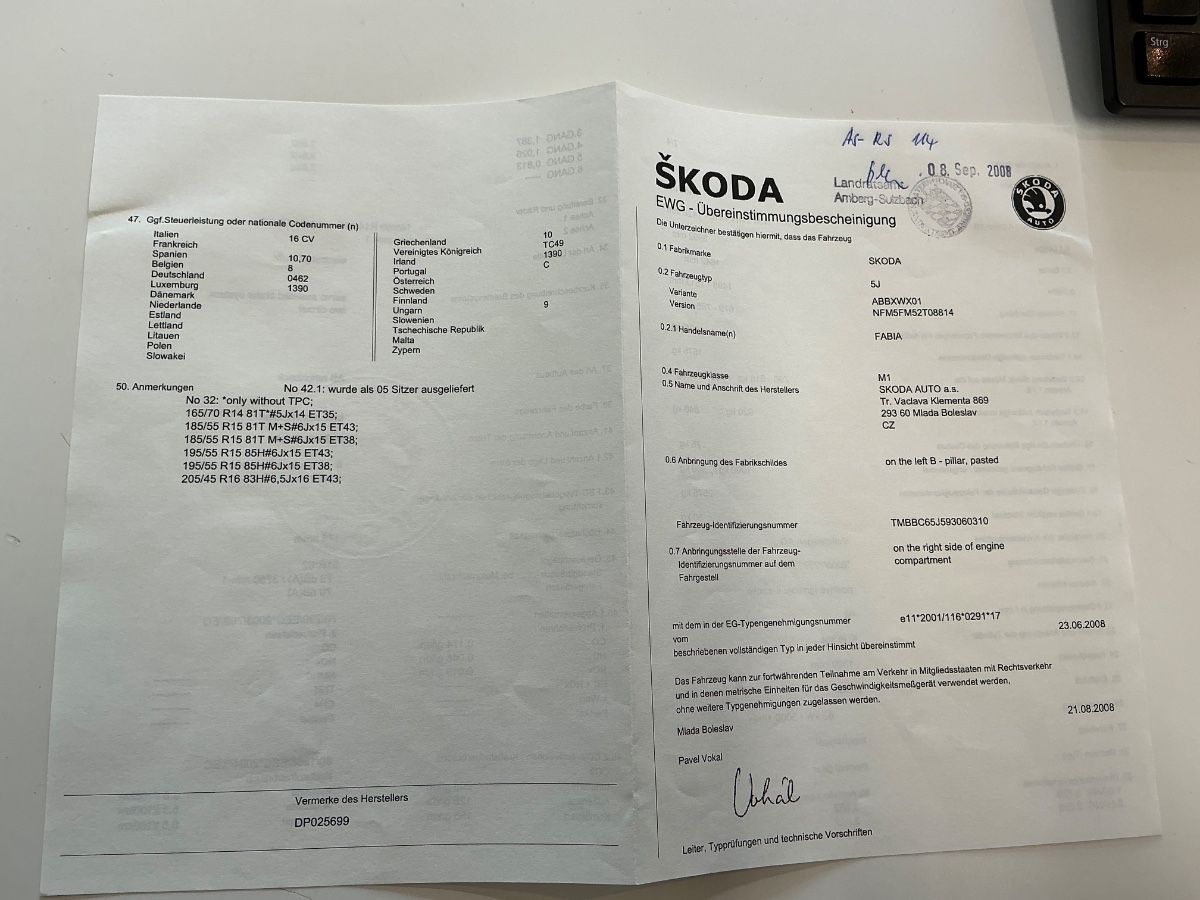 47. Ggf.Steuerleistung oder nationale Codenummer (n)
Italien
Frankreich 16 CV
Spanien
Belgien 10,70
Deutschland 8
Luxemburg 0462
Dänemark 1390
Niederlande
Estland
Lettland
Litauen
Polen
Slowakei
Griechenland 10
Vereinigtes Königreich TC49
Irland 1390
Portugal C
Österreich
Schweden
Finnland
Ungarn 9
Slowenien
Tschechische Republik
Malta
Zypern
50. Anmerkungen No 42.1: wurde als 05 Sitzer ausgeliefert
No 32: *only without TPC;
165/70 R14 81T*#5Jx14 ET35;
185/55 R15 81T M+S#6Jx15 ET43;
185/55 R15 81T M+S#6Jx15 ET38;
195/55 R15 85H#6Jx15 ET43;
195/55 R15 85H#6Jx15 ET38;
205/45 R16 83H#6,5Jx16 ET43;
Vermerke des Herstellers
DP025699
AS- RS 114
08. Sep. 2008
Landratsamt
Amberg-Sulzbach
ŠKODA
EWG - Übereinstimmungsbescheinigung
ŠKODA
AUTO
Die Unterzeichner bestätigen hiermit, dass das Fahrzeug
0.1 Fabrikmarke SKODA
0.2 Fahrzeugtyp 5J
Variante ABBXWX01
Version NFM5FM52T08814
0.2.1 Handelsname(n) FABIA
0.4 Fahrzeugklasse M1
0.5 Name und Anschrift des Herstellers SKODA AUTO a.s.
Tr. Vaclava Klementa 869
293 60 Mlada Boleslav
CZ
0.6 Anbringung des Fabrikschildes on the left B - pillar, pasted
Fahrzeug-Identifizierungsnummer TMBBC65J593060310
0.7 Anbringungsstelle der Fahrzeug- on the right side of engine
Identifizierungsnummer auf dem compartment
Fahrgestell
mit dem in der EG-Typengenehmigungsnummer e11*2001/116*0291*17
vom 23.06.2008
beschriebenen vollständigen Typ in jeder Hinsicht übereinstimmt
Das Fahrzeug kann zur fortwährenden Teilnahme am Verkehr in Mitgliedsstaaten mit Rechtsverkehr
und in denen metrische Einheiten für das Geschwindigkeitsmeßgerät verwendet werden,
ohne weitere Typgenehmigungen zugelassen werden.
21.08.2008
Mlada Boleslav
Pavel Vokal
Vokál
Leiter, Typprüfungen und technische Vorschriften
Strg